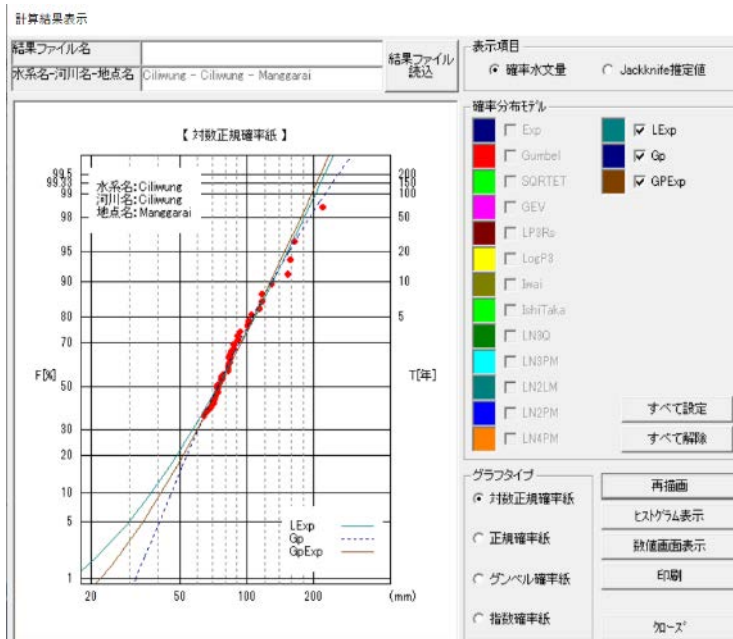 計算結果表示
結果ファイル名
水系名-河川名-地点名 Ciliwung - Ciliwung - Manggarai
結果ファイル
読込
表示項目
確率水文量 Jackknife推定値
確率分布モデル
Exp LExp
Gumbel Gp
SQRTET GPExp
GEV
LP3Rs
LogP3
Iwai
IshiTaka
LN3Q
LN3PM
LN2LM
LN2PM
LN4PM
すべて設定
すべて解除
グラフタイプ
対数正規確率紙
正規確率紙
グンベル確率紙
指数確率紙
再描画
ヒストグラム表示
数値画面表示
印刷
クローズ
【 対数正規確率紙 】
水系名:Ciliwung
河川名:Ciliwung
地点名:Manggarai
99.5 200
99.33 150
99 100
98 50
95 20
90 10
80 5
70
F[%] T[年]
50
30
20
10
5
1
LExp
Gp
GpExp
20 50 100 200 (mm)